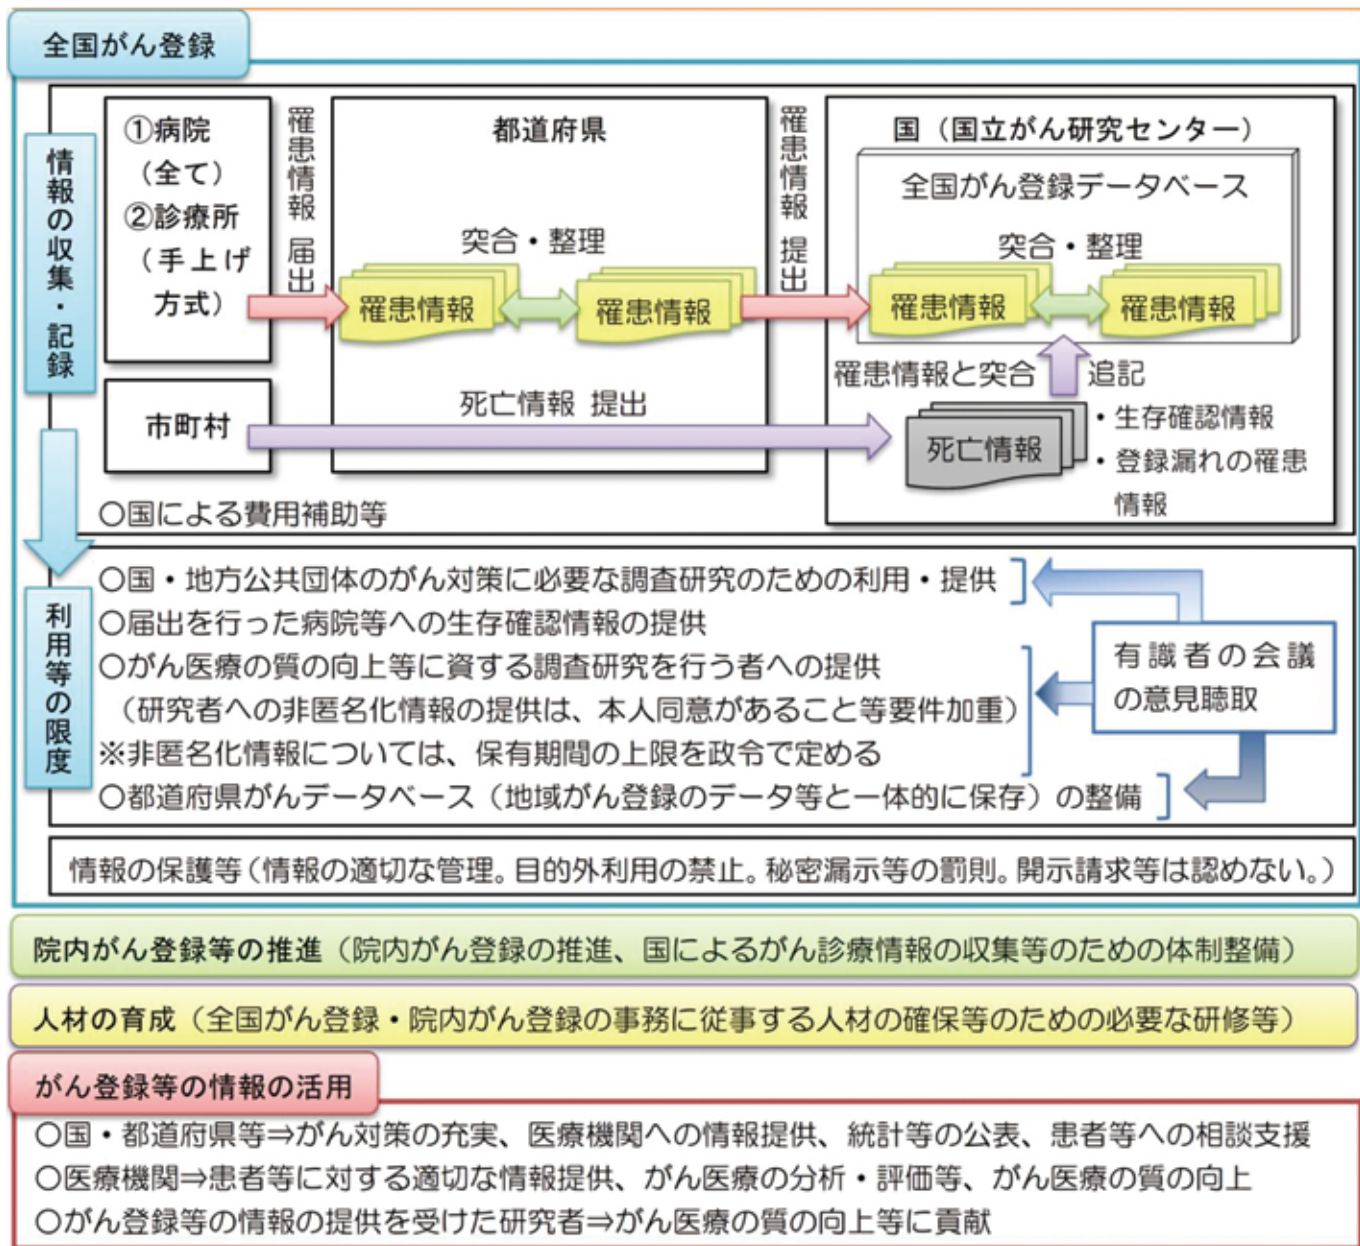 全国がん登録
情報の収集・記録
①病院
（全て）
②診療所
（手上げ
方式）
罹患情報 届出
都道府県
突合・整理
罹患情報
罹患情報
罹患情報 提出
国（国立がん研究センター）
全国がん登録データベース
突合・整理
罹患情報
罹患情報
罹患情報と突合
追記
市町村
死亡情報 提出
死亡情報
・生存確認情報
・登録漏れの罹患
情報
○国による費用補助等
利用等の限度
○国・地方公共団体のがん対策に必要な調査研究のための利用・提供
○届出を行った病院等への生存確認情報の提供
○がん医療の質の向上等に資する調査研究を行う者への提供
（研究者への非匿名化情報の提供は、本人同意があること等要件加重）
※非匿名化情報については、保有期間の上限を政令で定める
○都道府県がんデータベース（地域がん登録のデータ等と一体的に保存）の整備
有識者の会議
の意見聴取
情報の保護等（情報の適切な管理。目的外利用の禁止。秘密漏示等の罰則。開示請求等は認めない。）
院内がん登録等の推進（院内がん登録の推進、国によるがん診療情報の収集等のための体制整備）
人材の育成（全国がん登録・院内がん登録の事務に従事する人材の確保等のための必要な研修等）
がん登録等の情報の活用
○国・都道府県等⇒がん対策の充実、医療機関への情報提供、統計等の公表、患者等への相談支援
○医療機関⇒患者等に対する適切な情報提供、がん医療の分析・評価等、がん医療の質の向上
○がん登録等の情報の提供を受けた研究者⇒がん医療の質の向上等に貢献